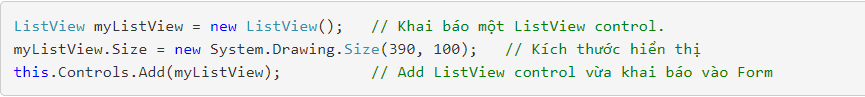 ListView myListView = new ListView();   // Khai báo một ListView control.
myListView.Size = new System.Drawing.Size(390, 100);   // Kích thước hiển thị
this.Controls.Add(myListView);          // Add ListView control vừa khai báo vào Form